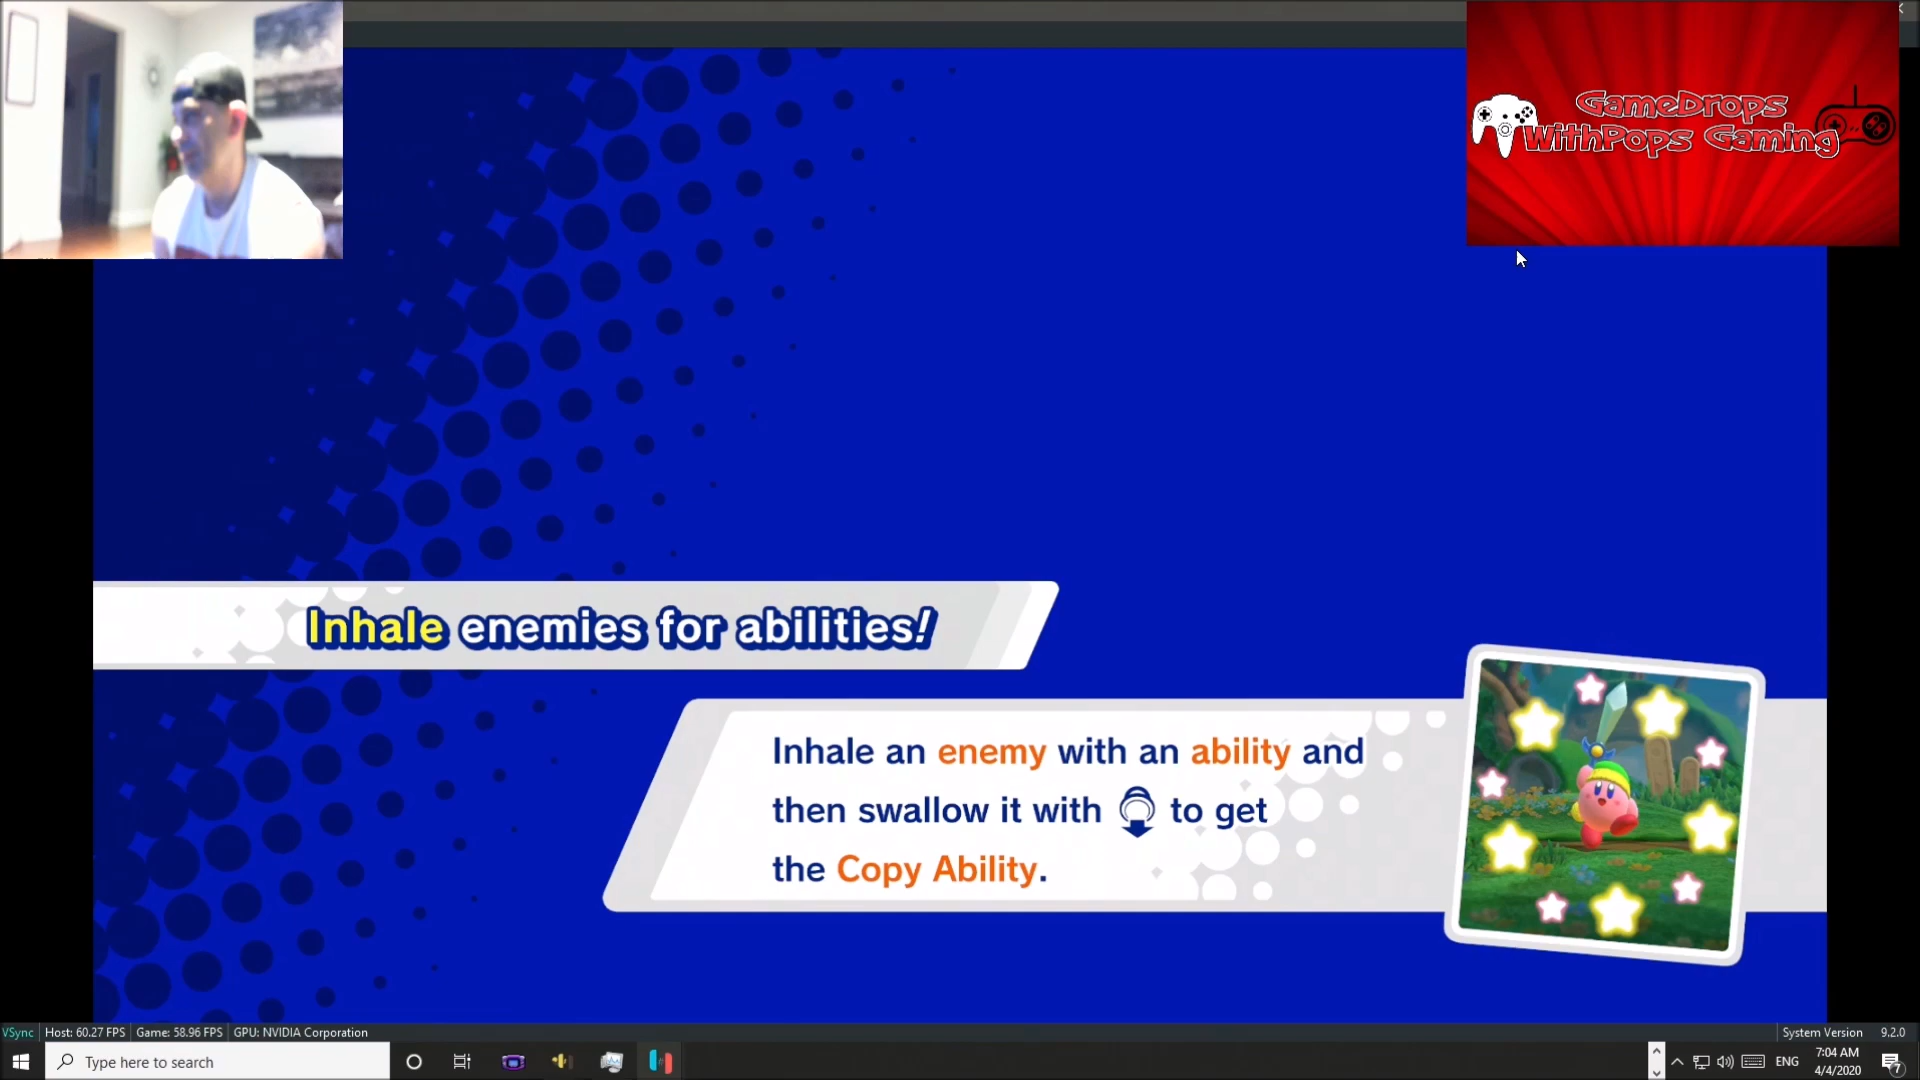 GameDrops
WithPops Gaming
Inhale enemies for abilities!
Inhale an enemy with an ability and
then swallow it with to get
the Copy Ability.
VSync Host: 60.27 FPS Game: 58.96 FPS GPU: NVIDIA Corporation System Version 9.2.0
Type here to search ENG 7:04 AM
4/4/2020 7